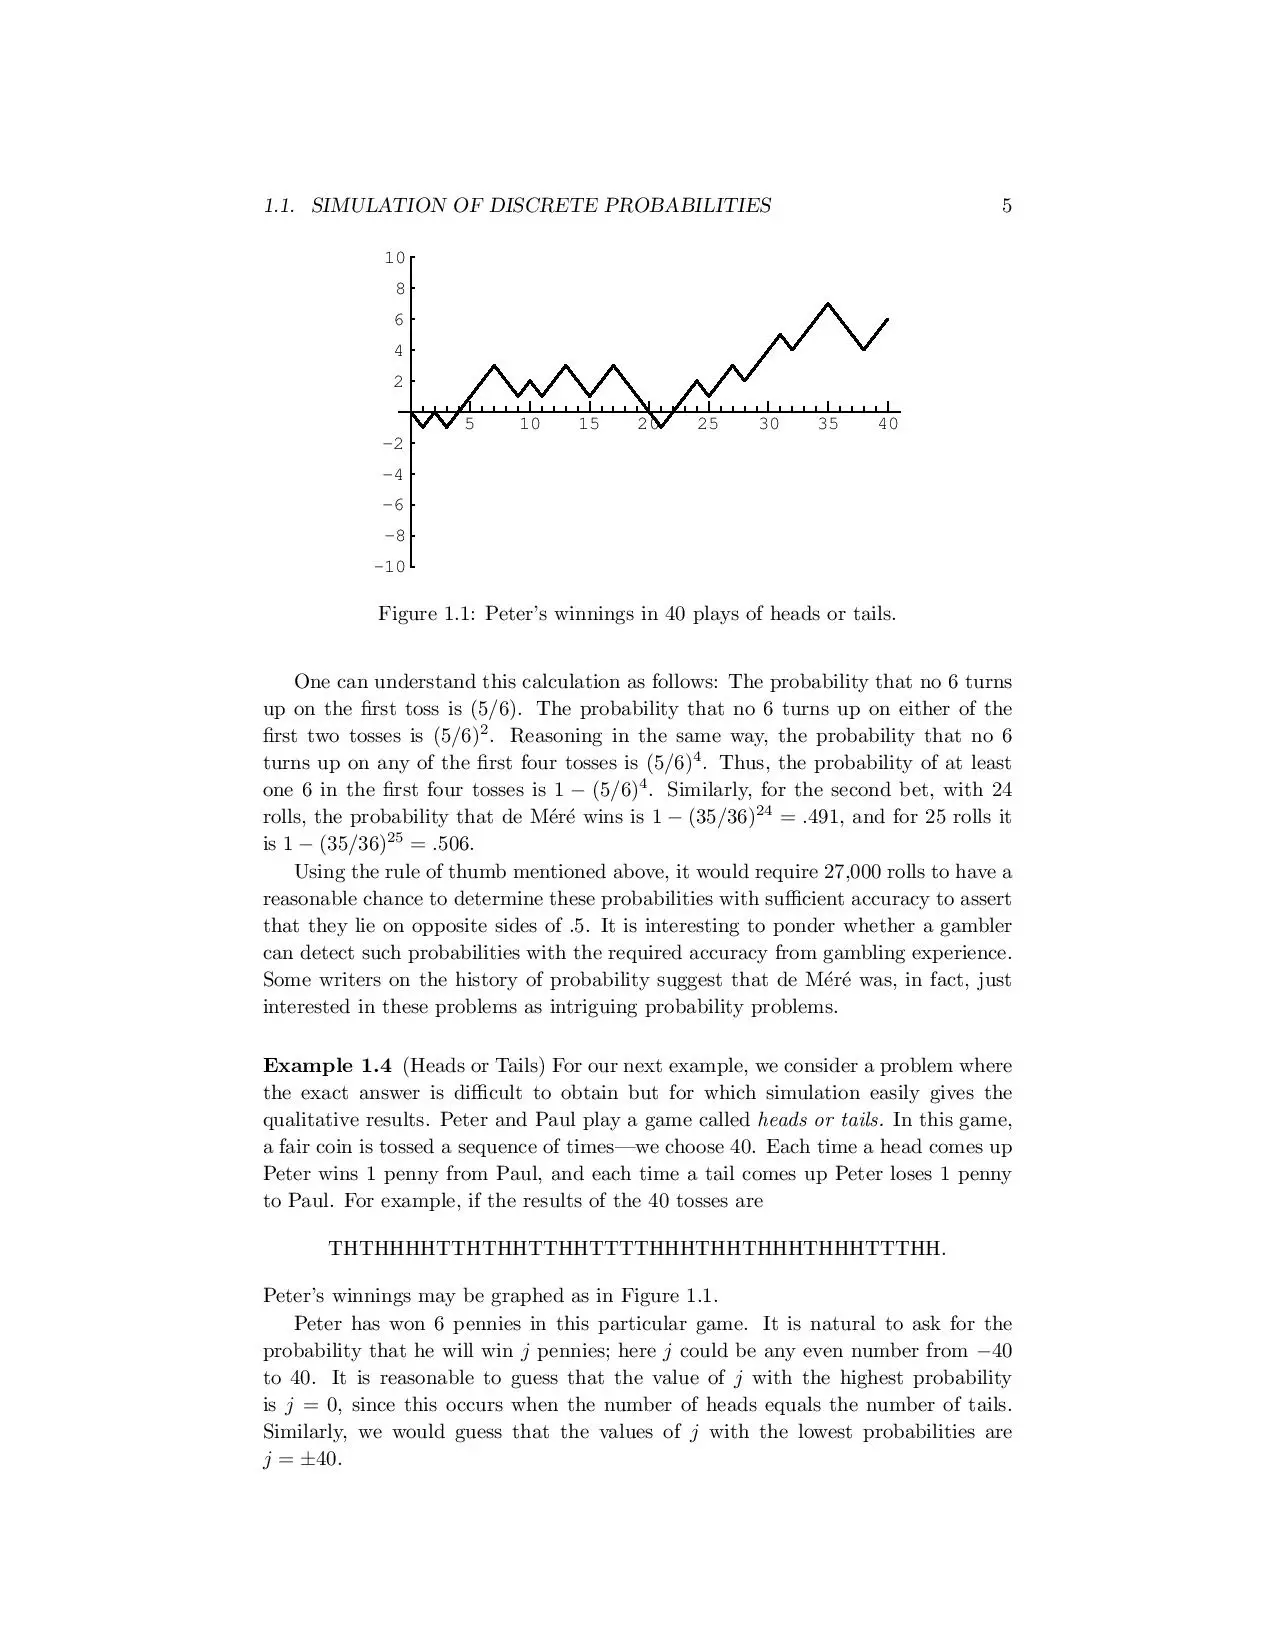 1.1. SIMULATION OF DISCRETE PROBABILITIES 5
10
8
6
4
2
5 10 15 20 25 30 35 40
−2
−4
−6
−8
−10
Figure 1.1: Peter's winnings in 40 plays of heads or tails.
One can understand this calculation as follows: The probability that no 6 turns
up on the first toss is (5/6). The probability that no 6 turns up on either of the
first two tosses is (5/6)². Reasoning in the same way, the probability that no 6
turns up on any of the first four tosses is (5/6)⁴. Thus, the probability of at least
one 6 in the first four tosses is 1 − (5/6)⁴. Similarly, for the second bet, with 24
rolls, the probability that de Méré wins is 1 − (35/36)²⁴ = .491, and for 25 rolls it
is 1 − (35/36)²⁵ = .506.
Using the rule of thumb mentioned above, it would require 27,000 rolls to have a
reasonable chance to determine these probabilities with sufficient accuracy to assert
that they lie on opposite sides of .5. It is interesting to ponder whether a gambler
can detect such probabilities with the required accuracy from gambling experience.
Some writers on the history of probability suggest that de Méré was, in fact, just
interested in these problems as intriguing probability problems.
Example 1.4 (Heads or Tails) For our next example, we consider a problem where
the exact answer is difficult to obtain but for which simulation easily gives the
qualitative results. Peter and Paul play a game called heads or tails. In this game,
a fair coin is tossed a sequence of times—we choose 40. Each time a head comes up
Peter wins 1 penny from Paul, and each time a tail comes up Peter loses 1 penny
to Paul. For example, if the results of the 40 tosses are
THTHHHHTTHTHHTTHHTTTTHHHTHHTHHHTHHHTTTHH.
Peter's winnings may be graphed as in Figure 1.1.
Peter has won 6 pennies in this particular game. It is natural to ask for the
probability that he will win j pennies; here j could be any even number from −40
to 40. It is reasonable to guess that the value of j with the highest probability
is j = 0, since this occurs when the number of heads equals the number of tails.
Similarly, we would guess that the values of j with the lowest probabilities are
j = ±40.